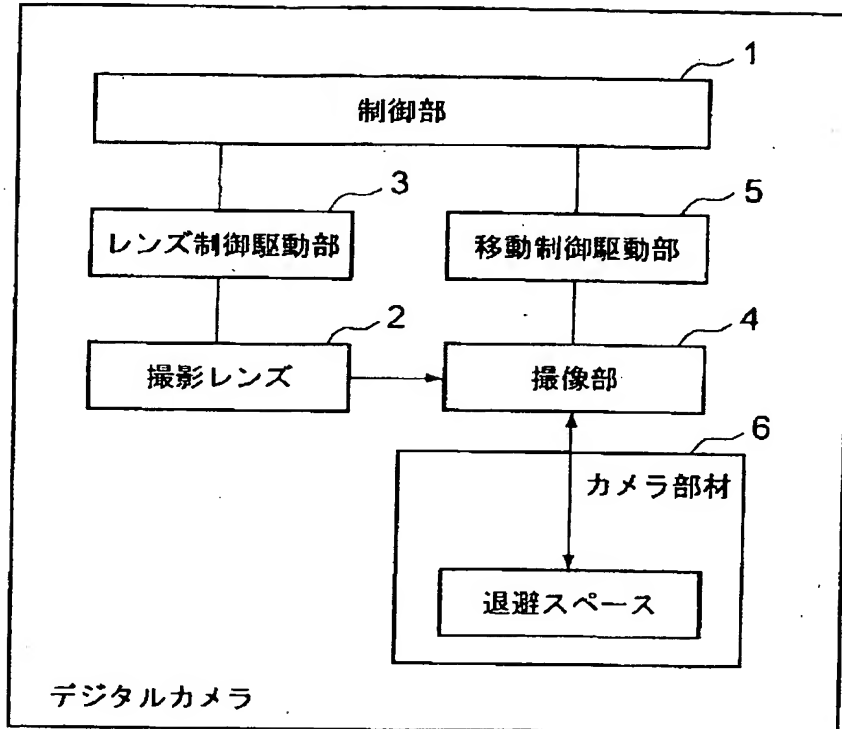 1
制御部
3
5
レンズ制御駆動部
移動制御駆動部
2
4
撮影レンズ
撮像部
6
カメラ部材
退避スペース
デジタルカメラ